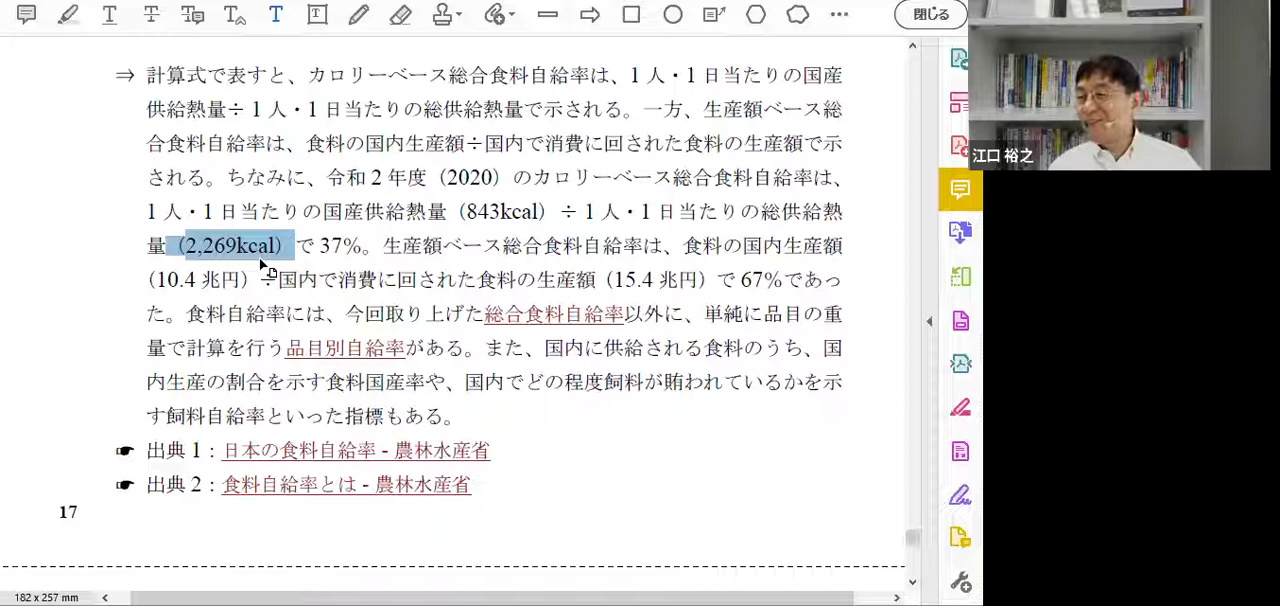 閉じる
⇒ 計算式で表すと、カロリーベース総合食料自給率は、1人・1日当たりの国産
供給熱量÷1人・1日当たりの総供給熱量で示される。一方、生産額ベース総
合食料自給率は、食料の国内生産額÷国内で消費に回された食料の生産額で示
される。ちなみに、令和2年度（2020）のカロリーベース総合食料自給率は、
1人・1日当たりの国産供給熱量（843kcal）÷1人・1日当たりの総供給熱
量（2,269kcal）で37%。生産額ベース総合食料自給率は、食料の国内生産額
（10.4兆円）÷国内で消費に回された食料の生産額（15.4兆円）で67%であっ
た。食料自給率には、今回取り上げた総合食料自給率以外に、単純に品目の重
量で計算を行う品目別自給率がある。また、国内に供給される食料のうち、国
内生産の割合を示す食料国産率や、国内でどの程度飼料が賄われているかを示
す飼料自給率といった指標もある。
☛ 出典1：日本の食料自給率 - 農林水産省
☛ 出典2：食料自給率とは - 農林水産省
17
182 x 257 mm
江口 裕之